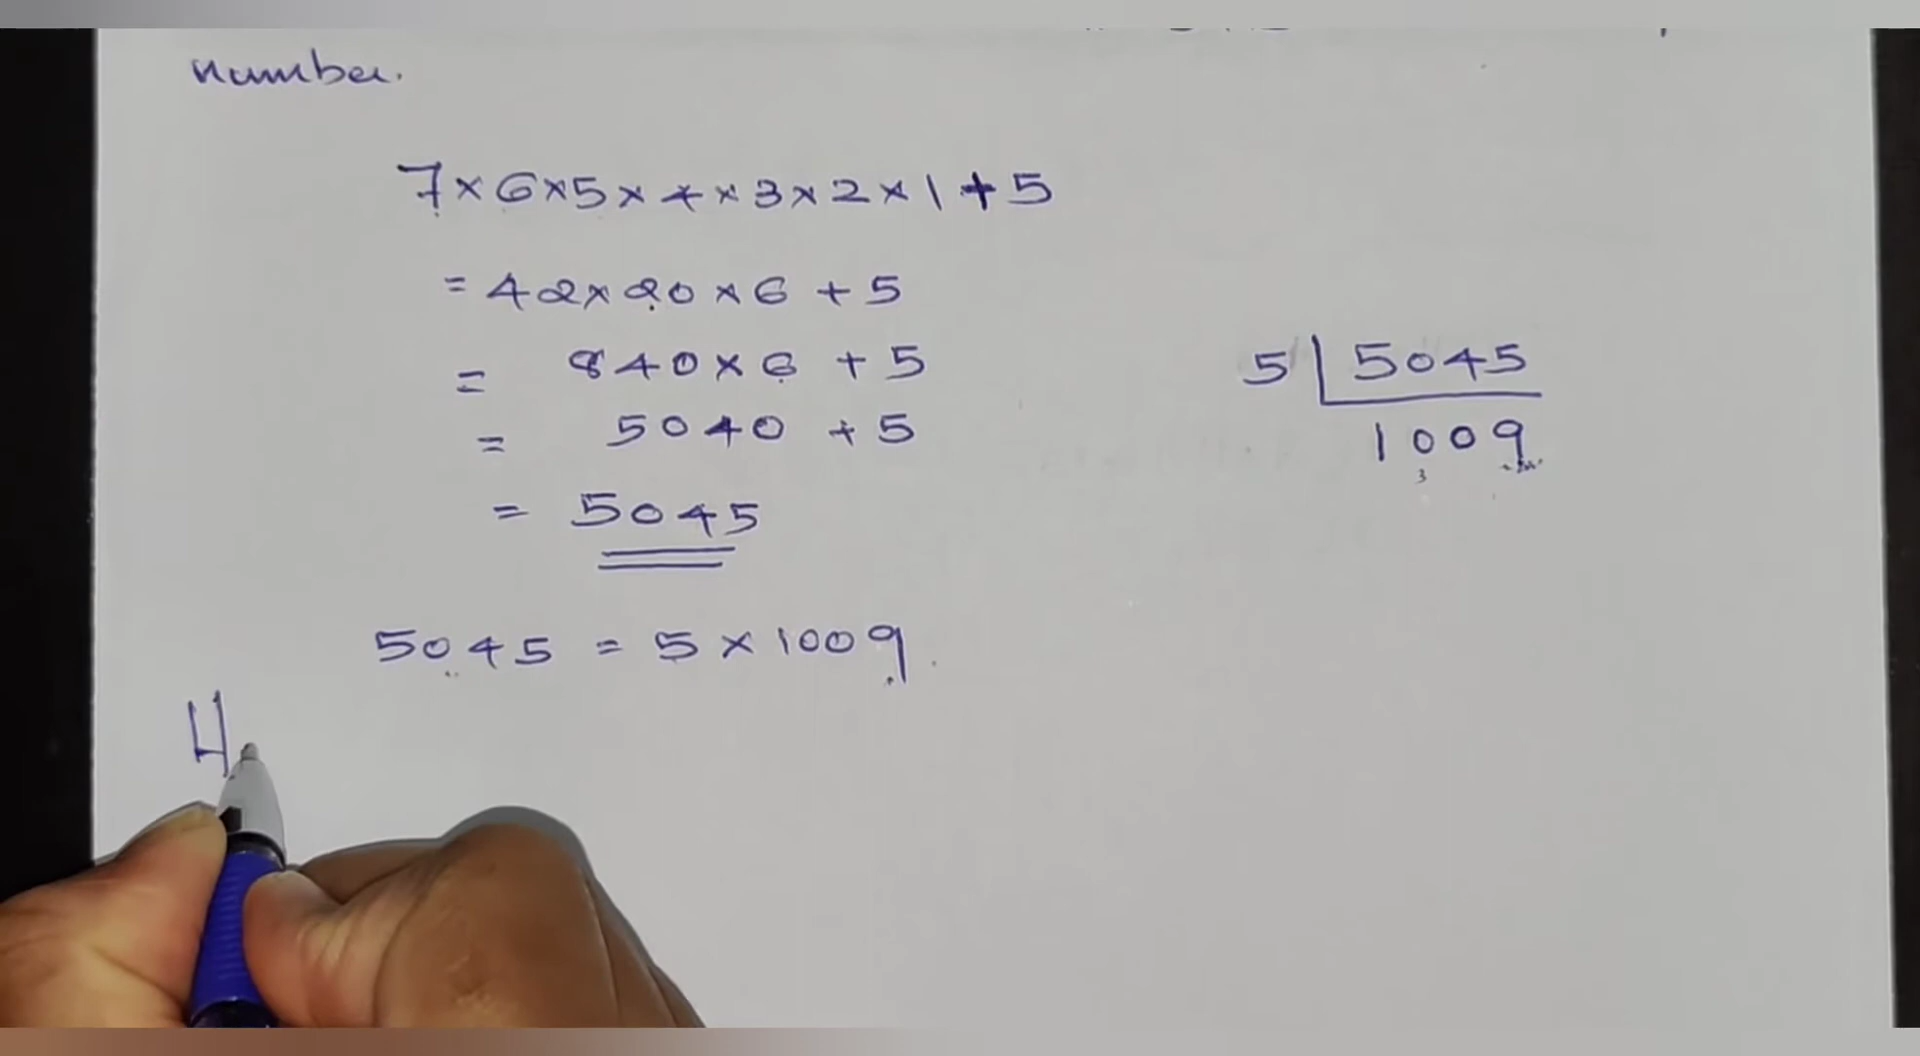 number.
7×6×5×4×3×2×1+5
= 42×20×6 +5
= 840×6 +5
5 | 5045
= 5040 +5
1009
= 5045
5045 = 5×1009
H